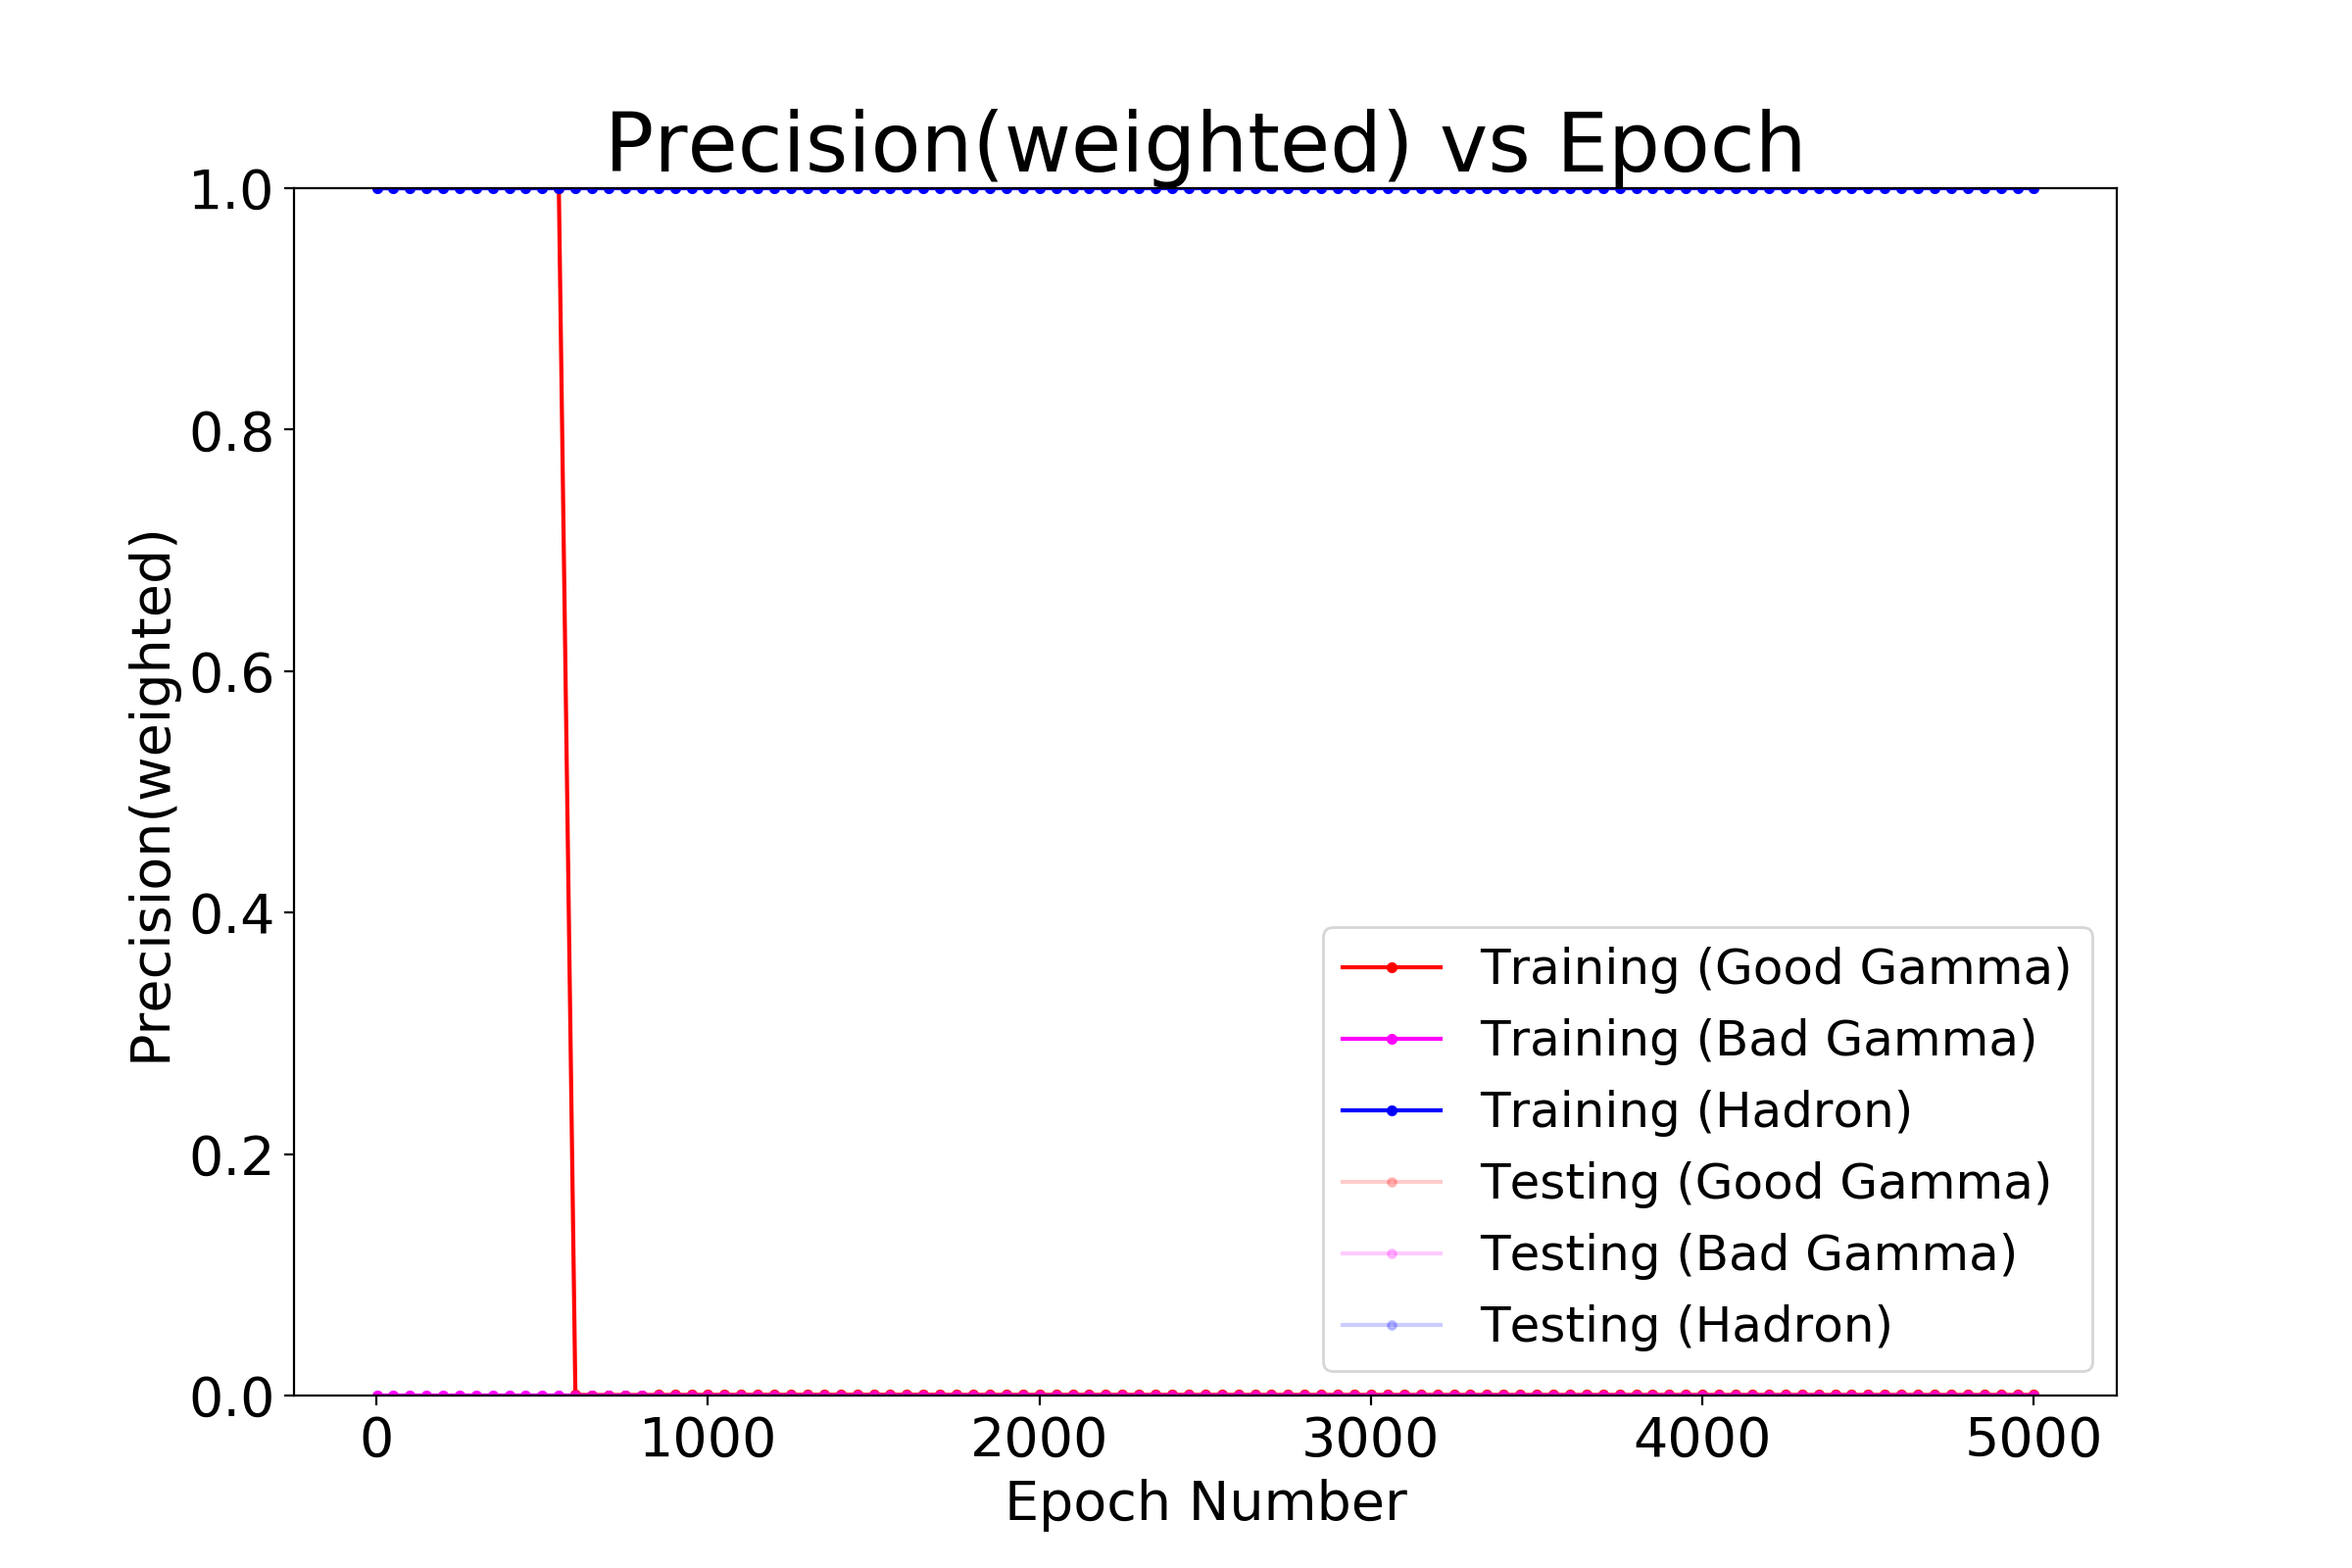 Precision(weighted) vs Epoch
1.0
0.8
0.6
0.4
0.2
0.0
Precision(weighted)
Training (Good Gamma)
Training (Bad Gamma)
Training (Hadron)
Testing (Good Gamma)
Testing (Bad Gamma)
Testing (Hadron)
0 1000 2000 3000 4000 5000
Epoch Number